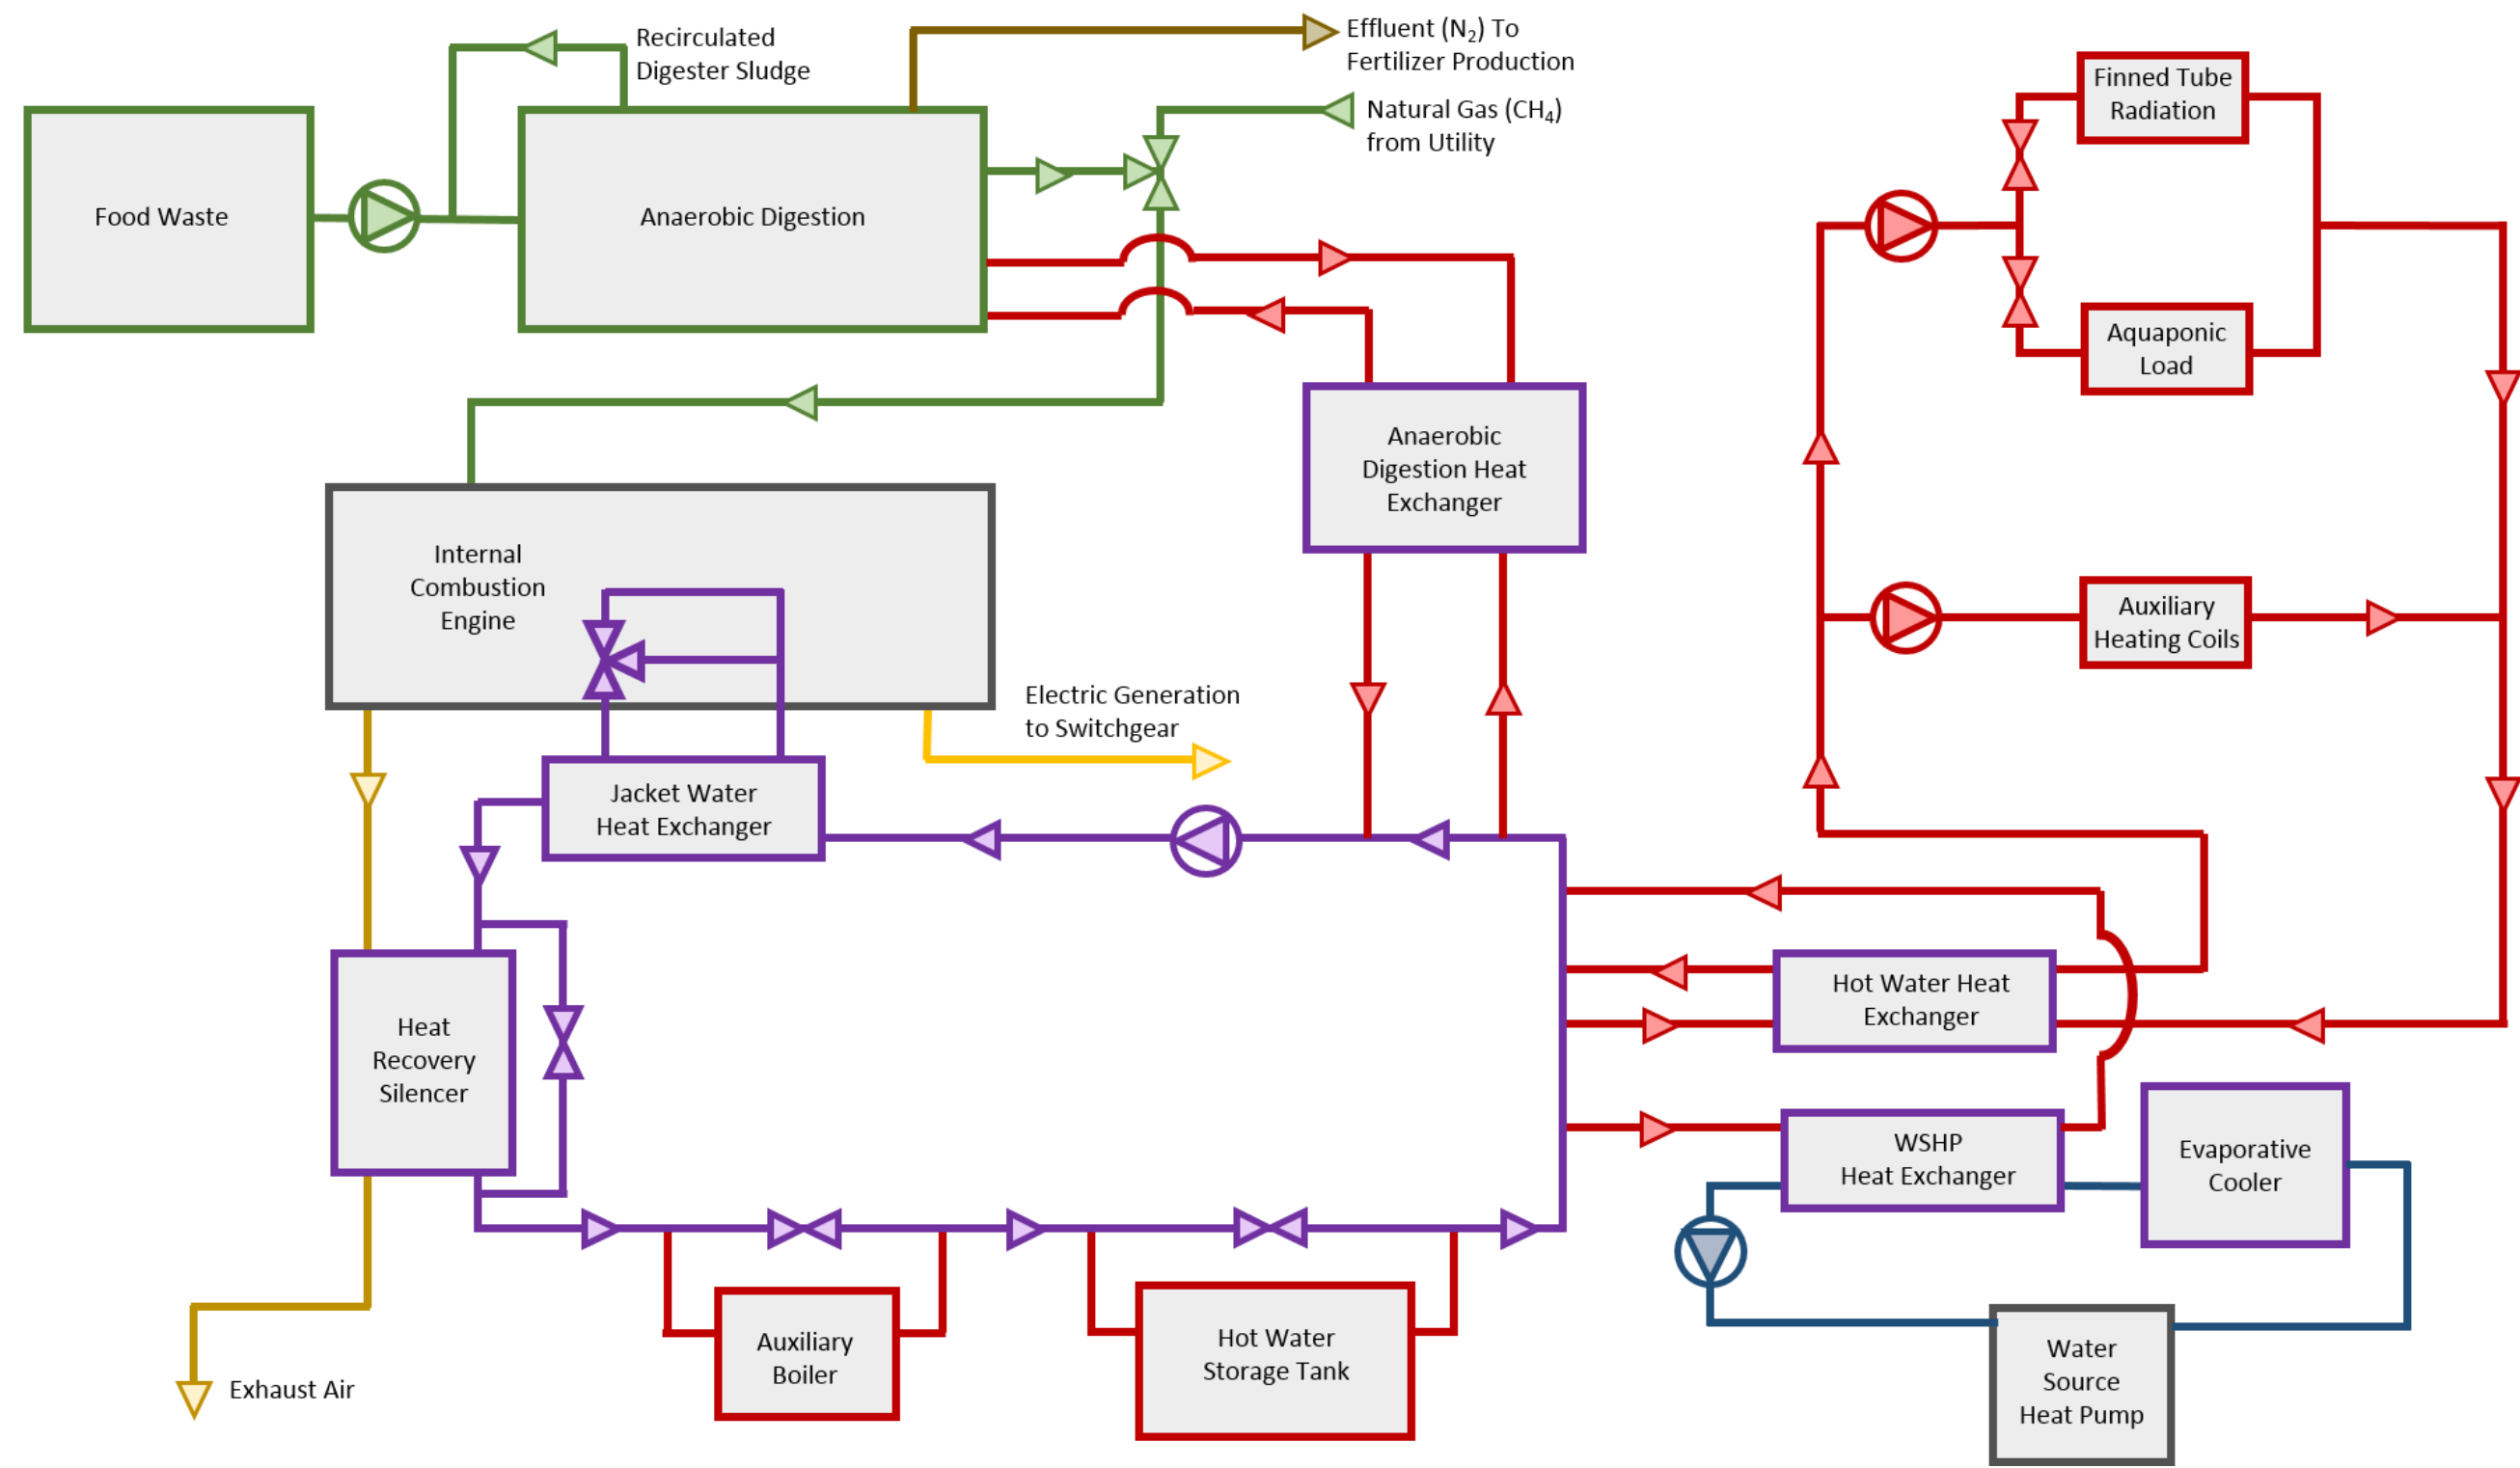 Recirculated
Digester Sludge
Effluent (N₂) To
Fertilizer Production
Natural Gas (CH₄)
from Utility
Finned Tube
Radiation
Food Waste
Anaerobic Digestion
Aquaponic
Load
Anaerobic
Digestion Heat
Exchanger
Internal
Combustion
Engine
Auxiliary
Heating Coils
Electric Generation
to Switchgear
Jacket Water
Heat Exchanger
Heat
Recovery
Silencer
Hot Water Heat
Exchanger
WSHP
Heat Exchanger
Evaporative
Cooler
Auxiliary
Boiler
Hot Water
Storage Tank
Water
Source
Heat Pump
Exhaust Air